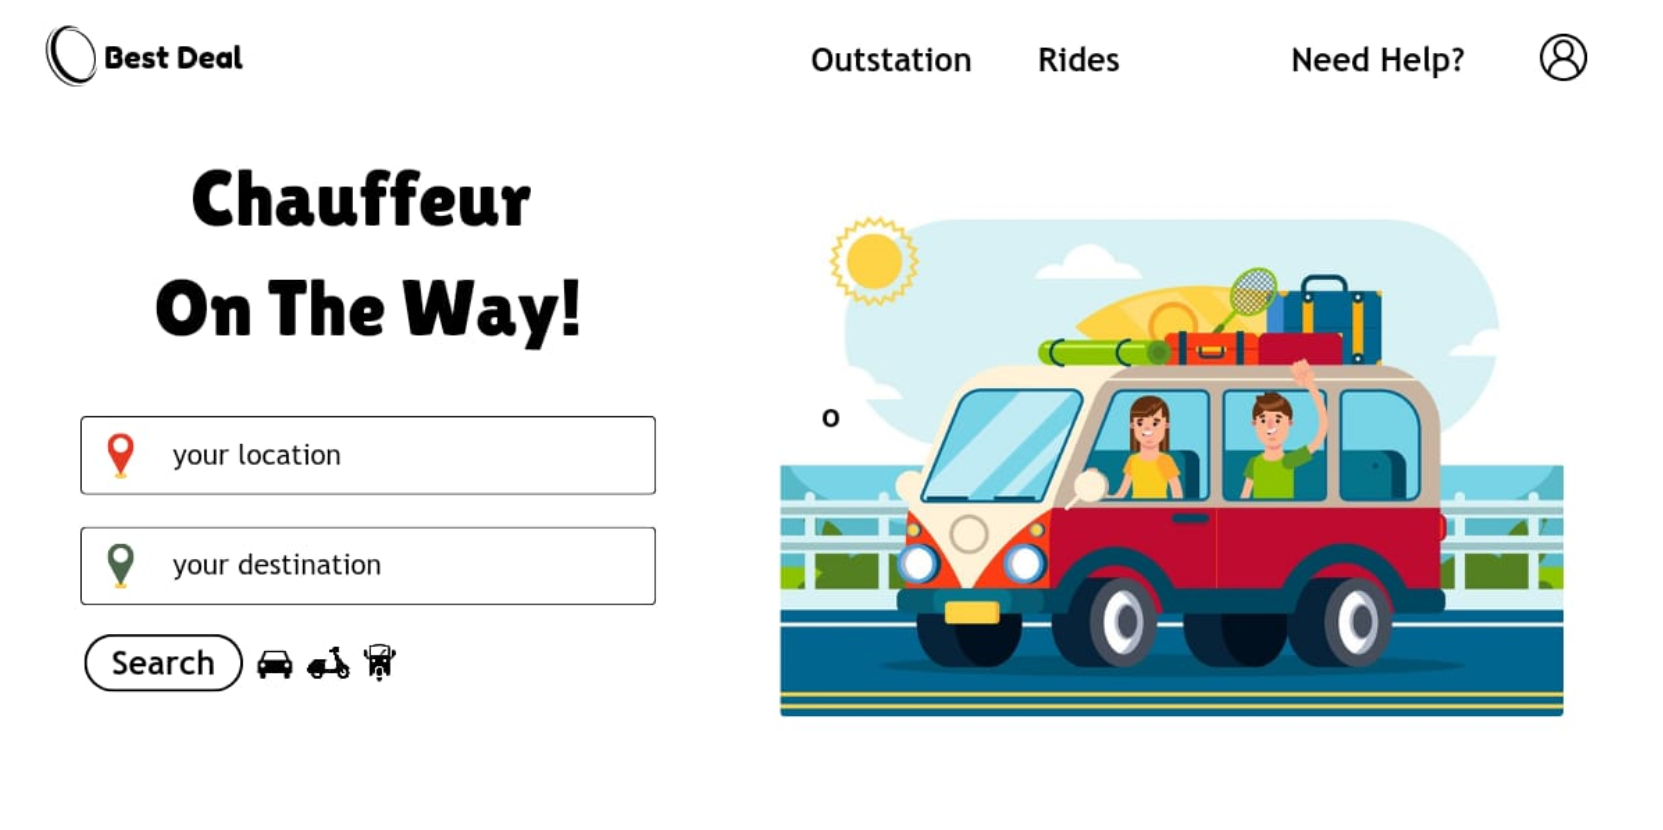 Best Deal
Outstation Rides Need Help?
Chauffeur
On The Way!
o
your location
your destination
Search